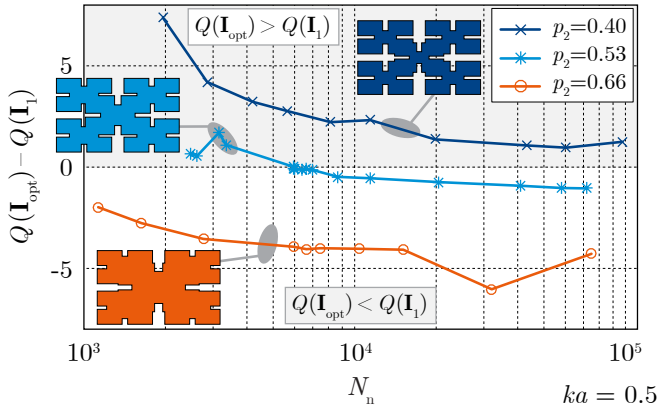 Q(I_opt) > Q(I_1)
p_2=0.40
p_2=0.53
p_2=0.66
5
0
-5
Q(I_opt) − Q(I_1)
Q(I_opt) < Q(I_1)
10^3
10^4
10^5
N_n
ka = 0.5